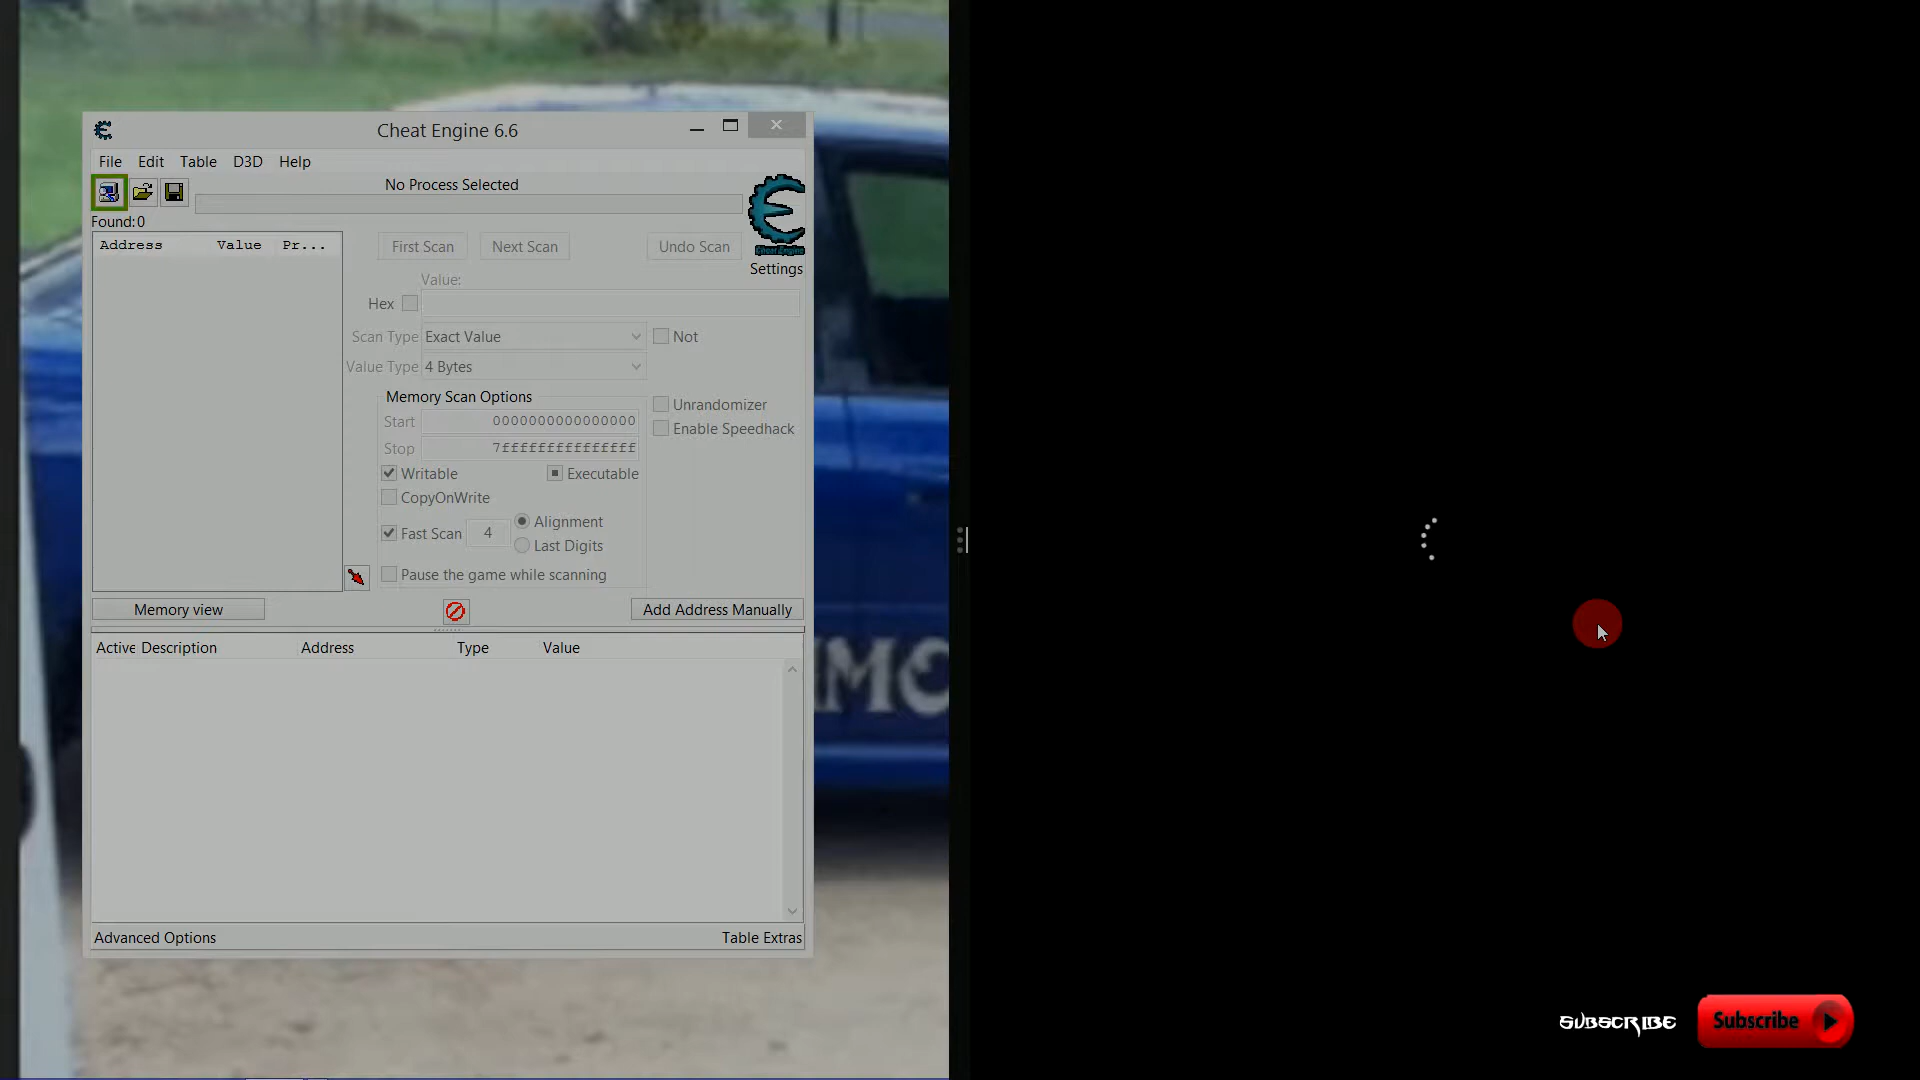 Cheat Engine 6.6
File Edit Table D3D Help
No Process Selected
Found:0
Address Value Pr...
First Scan Next Scan Undo Scan
Cheat Engine
Settings
Value:
Hex
Scan Type Exact Value Not
Value Type 4 Bytes
Memory Scan Options
Unrandomizer
Start 0000000000000000
Enable Speedhack
Stop 7fffffffffffffff
Writable Executable
CopyOnWrite
Alignment
Fast Scan 4
Last Digits
Pause the game while scanning
Memory view Add Address Manually
Active Description Address Type Value
Advanced Options Table Extras
SUBSCRIBE Subscribe